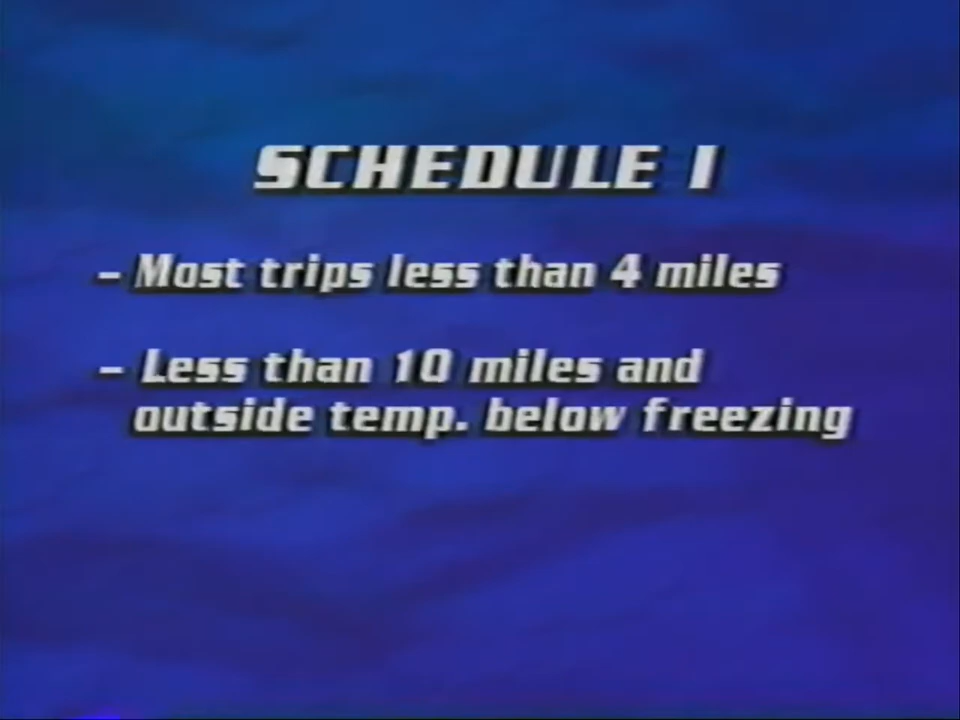 SCHEDULE I
- Most trips less than 4 miles
- Less than 10 miles and
outside temp. below freezing